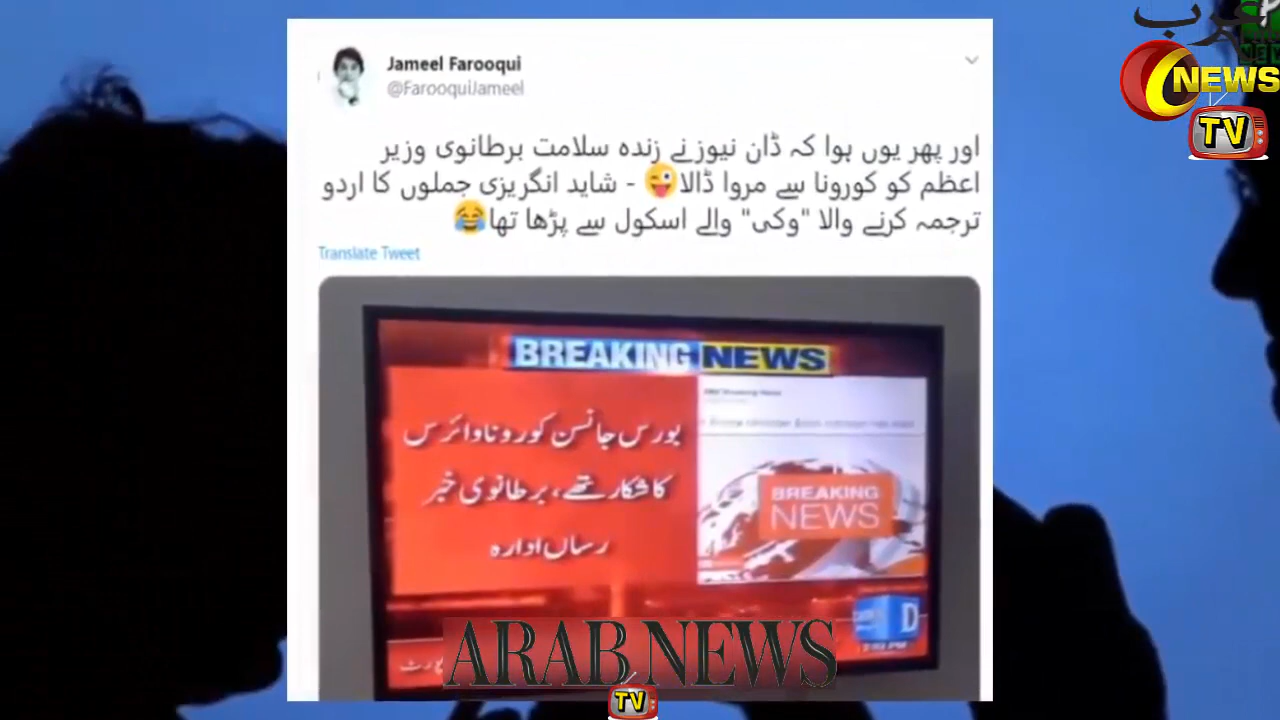 عرب
NEWS
TV
Jameel Farooqui
@FarooquiJameel
اور پھر یوں ہوا کہ ڈان نیوز نے زندہ سلامت برطانوی وزیر
اعظم کو کورونا سے مروا ڈالا😜 - شاید انگریزی جملوں کا اردو
ترجمہ کرنے والا "وکی" والے اسکول سے پڑھا تھا😂
Translate Tweet
BREAKING NEWS
بورس جانسن کورونا وائرس
کا شکار تھے، برطانوی خبر
رساں ادارہ
BREAKING
NEWS
D
ARAB NEWS
TV